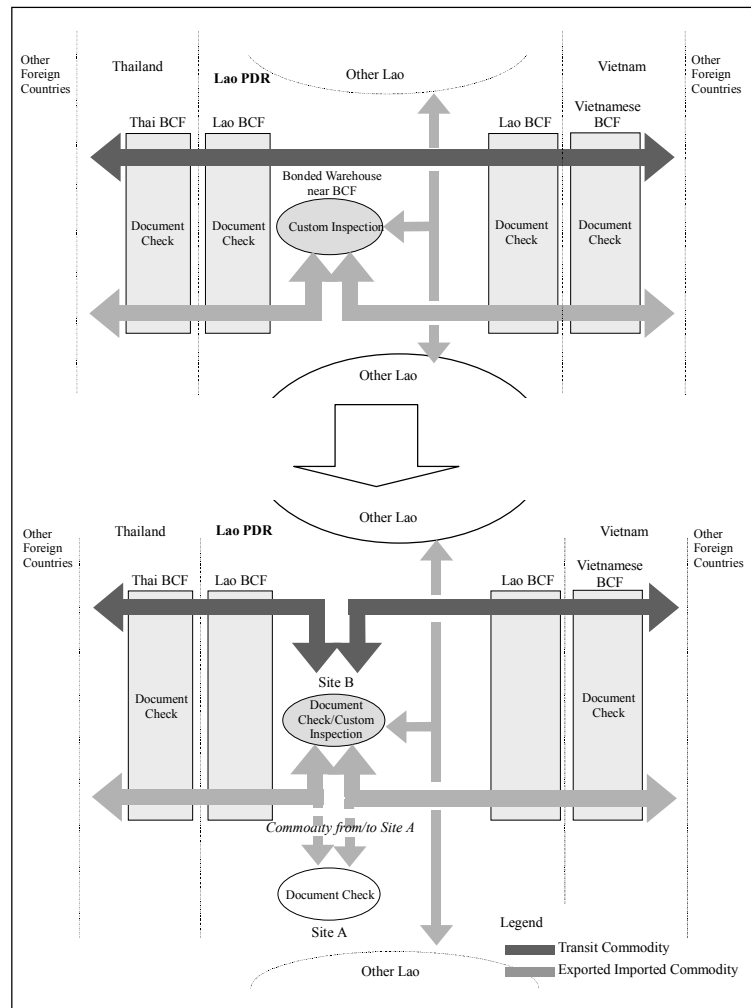 Other
Foreign
Countries
Thailand
Lao PDR
Other Lao
Vietnam
Other
Foreign
Countries
Thai BCF
Lao BCF
Lao BCF
Vietnamese
BCF
Bonded Warehouse
near BCF
Document
Check
Document
Check
Custom Inspection
Document
Check
Document
Check
Other Lao
Other Lao
Other
Foreign
Countries
Thailand
Lao PDR
Vietnam
Other
Foreign
Countries
Thai BCF
Lao BCF
Lao BCF
Vietnamese
BCF
Site B
Document
Check
Document
Check/Custom
Inspection
Document
Check
Commodity from/to Site A
Document Check
Site A
Legend
Transit Commodity
Exported Imported Commodity
Other Lao